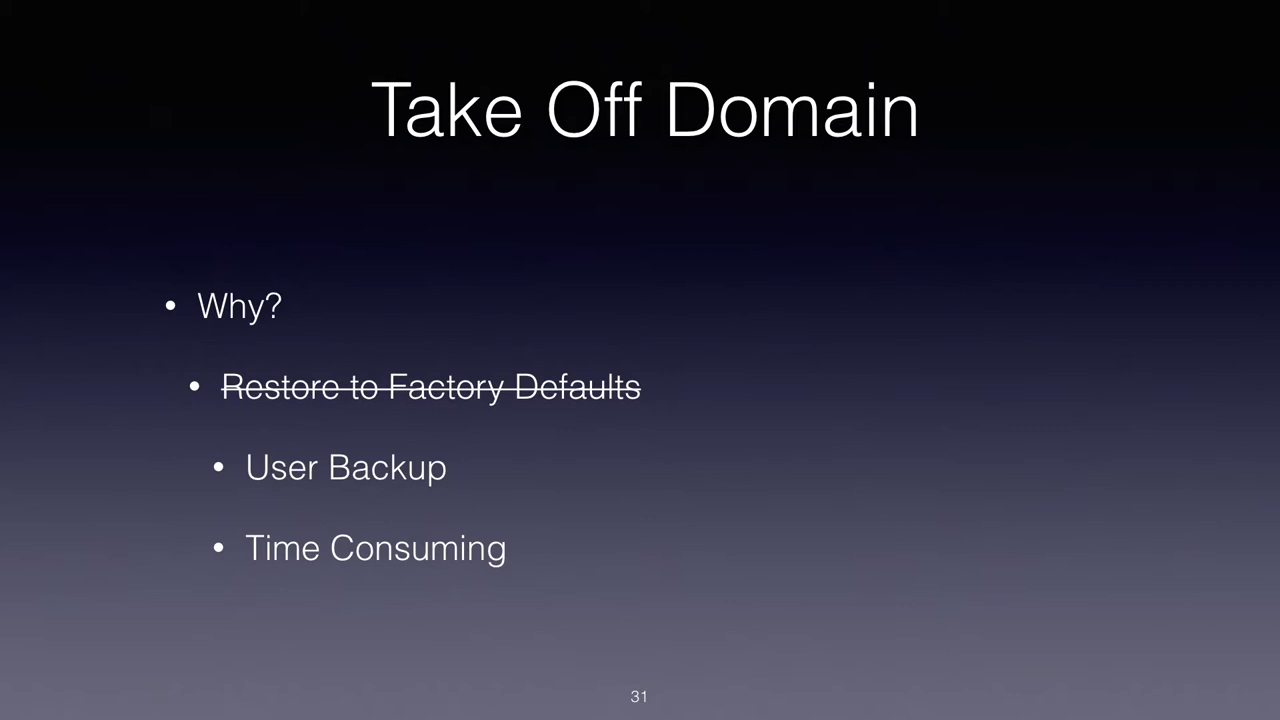 Take Off Domain
• Why?
• Restore to Factory Defaults
• User Backup
• Time Consuming
31